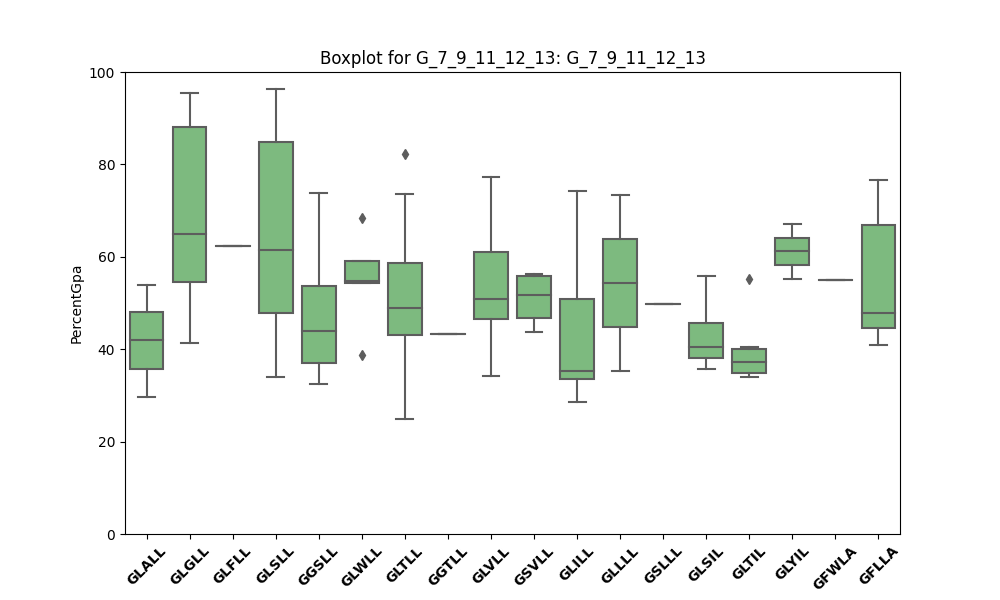 Boxplot for G_7_9_11_12_13: G_7_9_11_12_13
PercentGpa
100
80
60
40
20
0
GLALL
GLGLL
GLFLL
GLSLL
GGSLL
GLWLL
GLTLL
GGTLL
GLVLL
GSVLL
GLILL
GLLLL
GSLLL
GLSIL
GLTIL
GLYIL
GFWLA
GFLLA